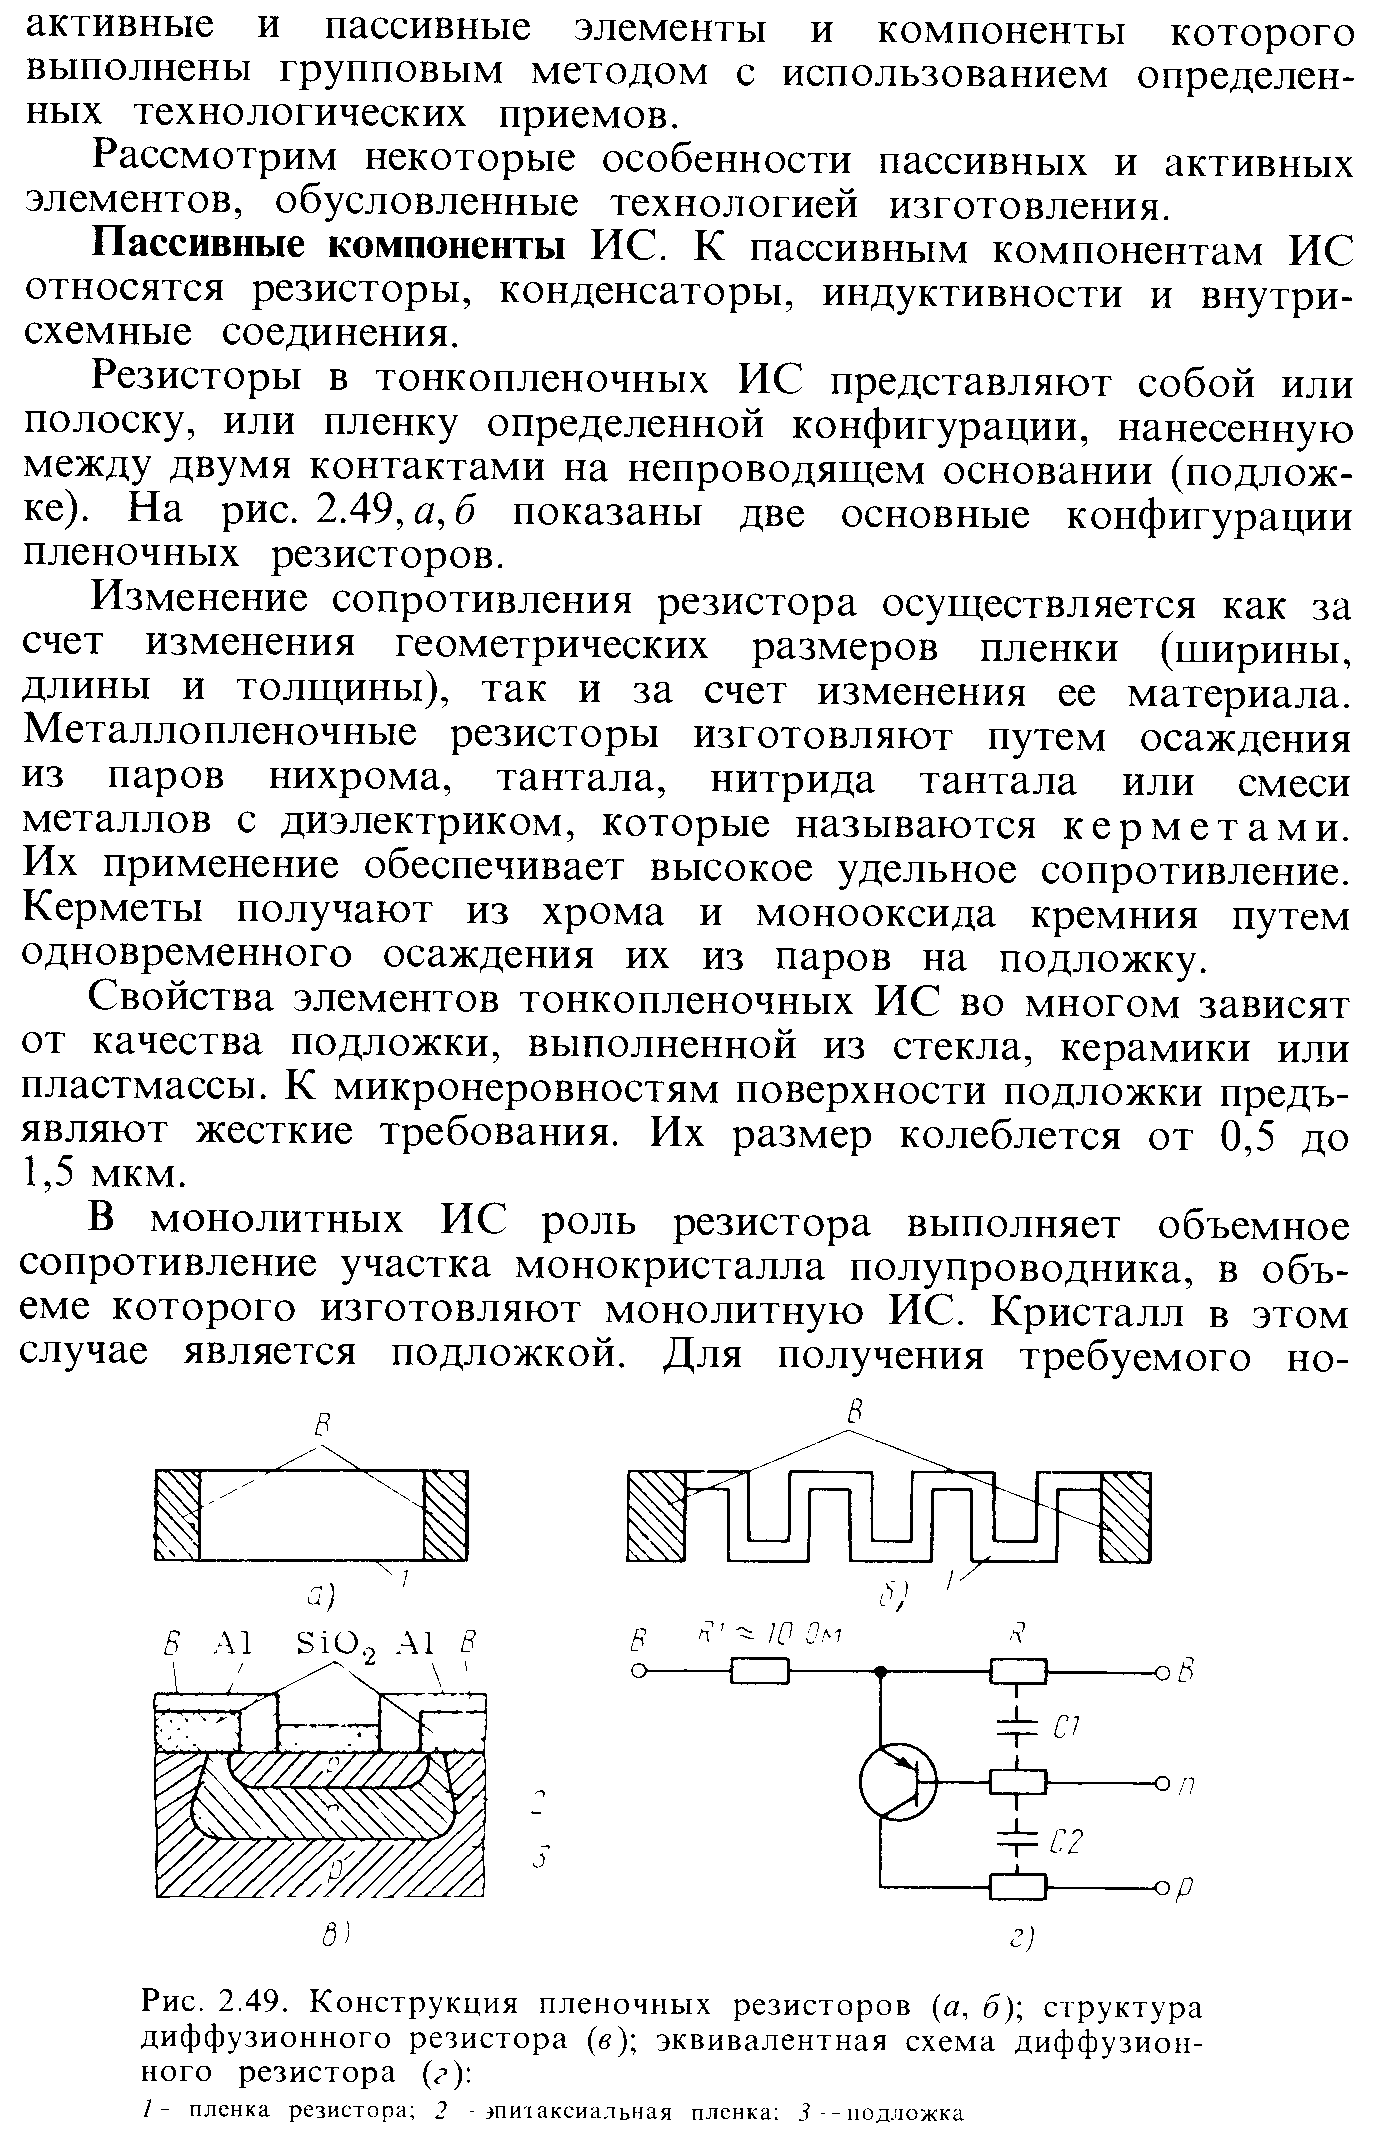 активные и пассивные элементы и компоненты которого
выполнены групповым методом с использованием определен-
ных технологических приемов.
Рассмотрим некоторые особенности пассивных и активных
элементов, обусловленные технологией изготовления.
Пассивные компоненты ИС. К пассивным компонентам ИС
относятся резисторы, конденсаторы, индуктивности и внутри-
схемные соединения.
Резисторы в тонкопленочных ИС представляют собой или
полоску, или пленку определенной конфигурации, нанесенную
между двумя контактами на непроводящем основании (подлож-
ке). На рис. 2.49, а, б показаны две основные конфигурации
пленочных резисторов.
Изменение сопротивления резистора осуществляется как за
счет изменения геометрических размеров пленки (ширины,
длины и толщины), так и за счет изменения ее материала.
Металлопленочные резисторы изготовляют путем осаждения
из паров нихрома, тантала, нитрида тантала или смеси
металлов с диэлектриком, которые называются керметами.
Их применение обеспечивает высокое удельное сопротивление.
Керметы получают из хрома и монооксида кремния путем
одновременного осаждения их из паров на подложку.
Свойства элементов тонкопленочных ИС во многом зависят
от качества подложки, выполненной из стекла, керамики или
пластмассы. К микронеровностям поверхности подложки предъ-
являют жесткие требования. Их размер колеблется от 0,5 до
1,5 мкм.
В монолитных ИС роль резистора выполняет объемное
сопротивление участка монокристалла полупроводника, в объ-
еме которого изготовляют монолитную ИС. Кристалл в этом
случае является подложкой. Для получения требуемого но-
В
В
1
а)
1
б)
В Al SiO₂ Al В
р
n
р
2
3
в)
В R' ≈ 10 Ом R
В
C1
п
C2
р
г)
Рис. 2.49. Конструкция пленочных резисторов (а, б); структура
диффузионного резистора (в); эквивалентная схема диффузион-
ного резистора (г):
1 - пленка резистора; 2 - эпитаксиальная пленка; 3 -- подложка